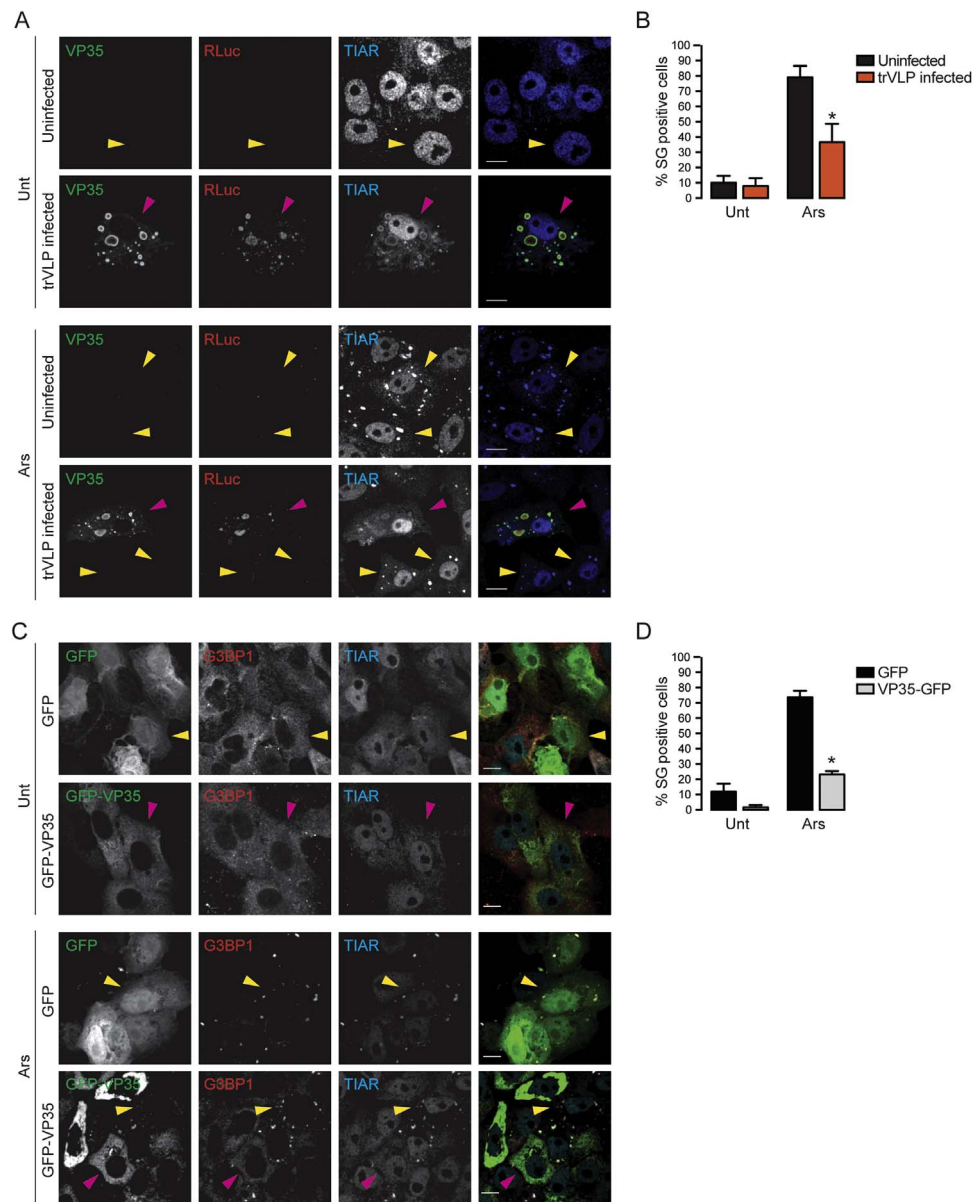 A
VP35 RLuc TIAR
Uninfected
VP35 RLuc TIAR
trVLP infected
Unt
VP35 RLuc TIAR
Uninfected
VP35 RLuc TIAR
trVLP infected
Ars
B
% SG positive cells
100
90
80
70
60
50
40
30
20
10
0
Unt Ars
*
Uninfected
trVLP infected
C
GFP G3BP1 TIAR
GFP
GFP-VP35 G3BP1 TIAR
GFP-VP35
Unt
GFP G3BP1 TIAR
GFP
GFP-VP35 G3BP1 TIAR
GFP-VP35
Ars
D
% SG positive cells
100
90
80
70
60
50
40
30
20
10
0
Unt Ars
*
GFP
VP35-GFP